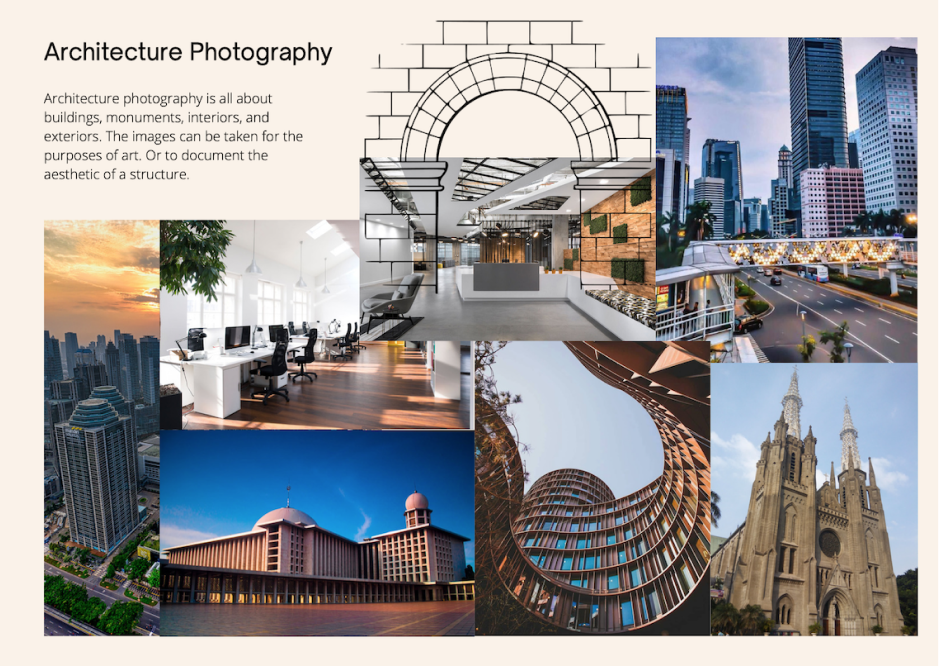 Architecture Photography
Architecture photography is all about
buildings, monuments, interiors, and
exteriors. The images can be taken for the
purposes of art. Or to document the
aesthetic of a structure.